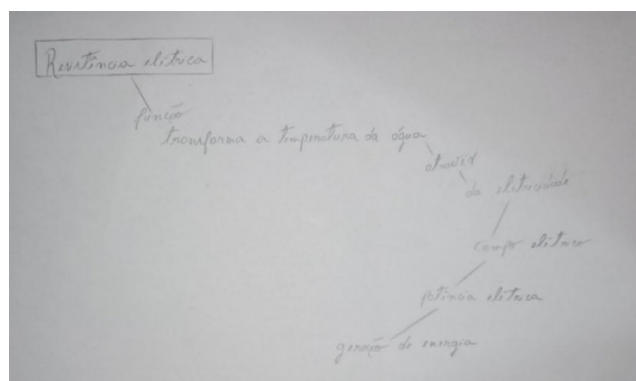 Resistência elétrica
função
transforma a temperatura da água
através
da eletricidade
campo elétrico
potência elétrica
geração de energia